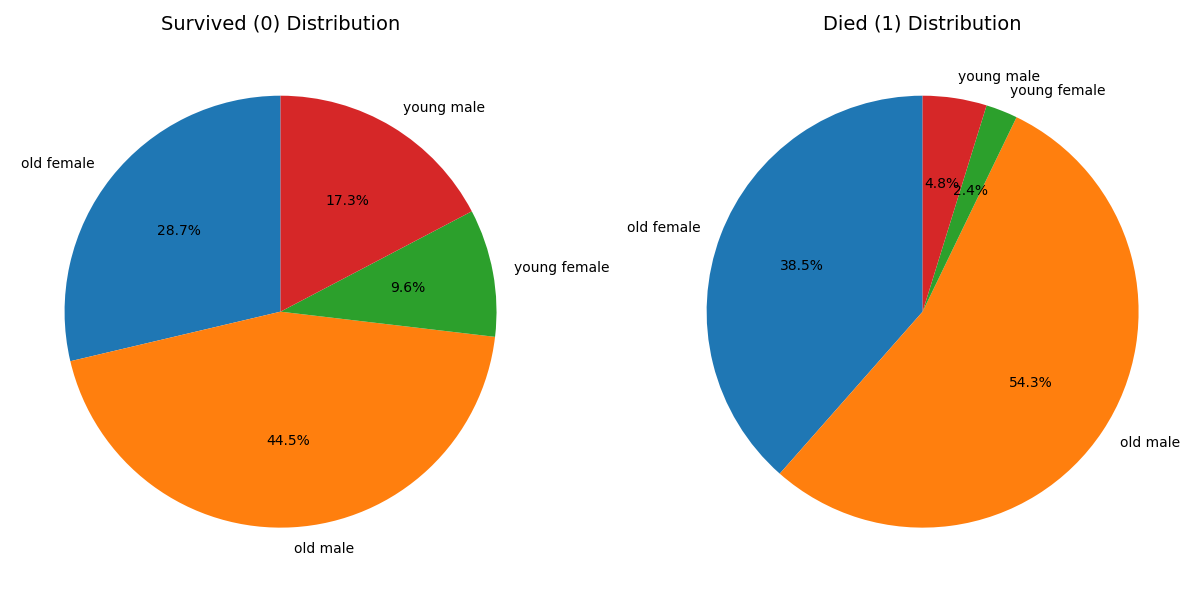 Survived (0) Distribution
young male
old female
17.3%
28.7%
young female
9.6%
44.5%
old male
Died (1) Distribution
young male
young female
4.8%
2.4%
old female
38.5%
54.3%
old male